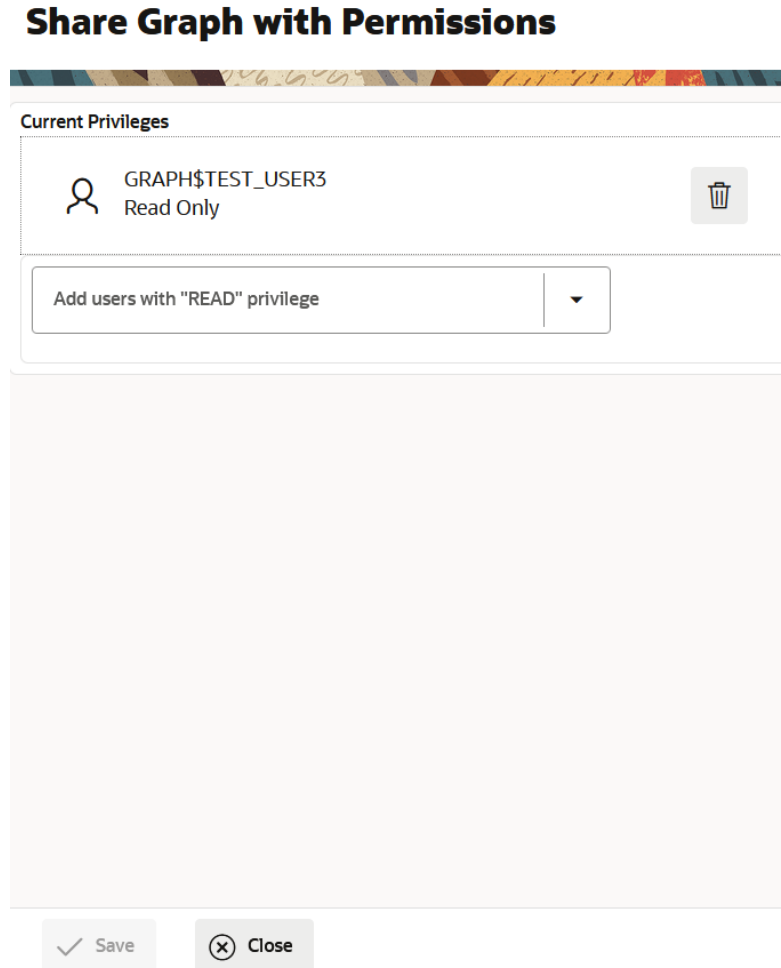 Share Graph with Permissions
Current Privileges
GRAPH$TEST_USER3
Read Only
Add users with "READ" privilege
Save
Close